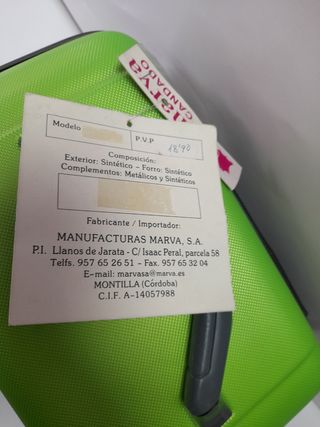 marva
CANDADO
Modelo
P.V.P
18'90
Composición:
Exterior: Sintético - Forro: Sintético
Complementos: Metálicos y Sintéticos
Fabricante / Importador:
MANUFACTURAS MARVA, S.A.
P.I. Llanos de Jarata - C/ Isaac Peral, parcela 58
Telfs. 957 65 26 51 - Fax. 957 65 32 04
E-mail: marvasa@marva.es
MONTILLA (Córdoba)
C.I.F. A-14057988